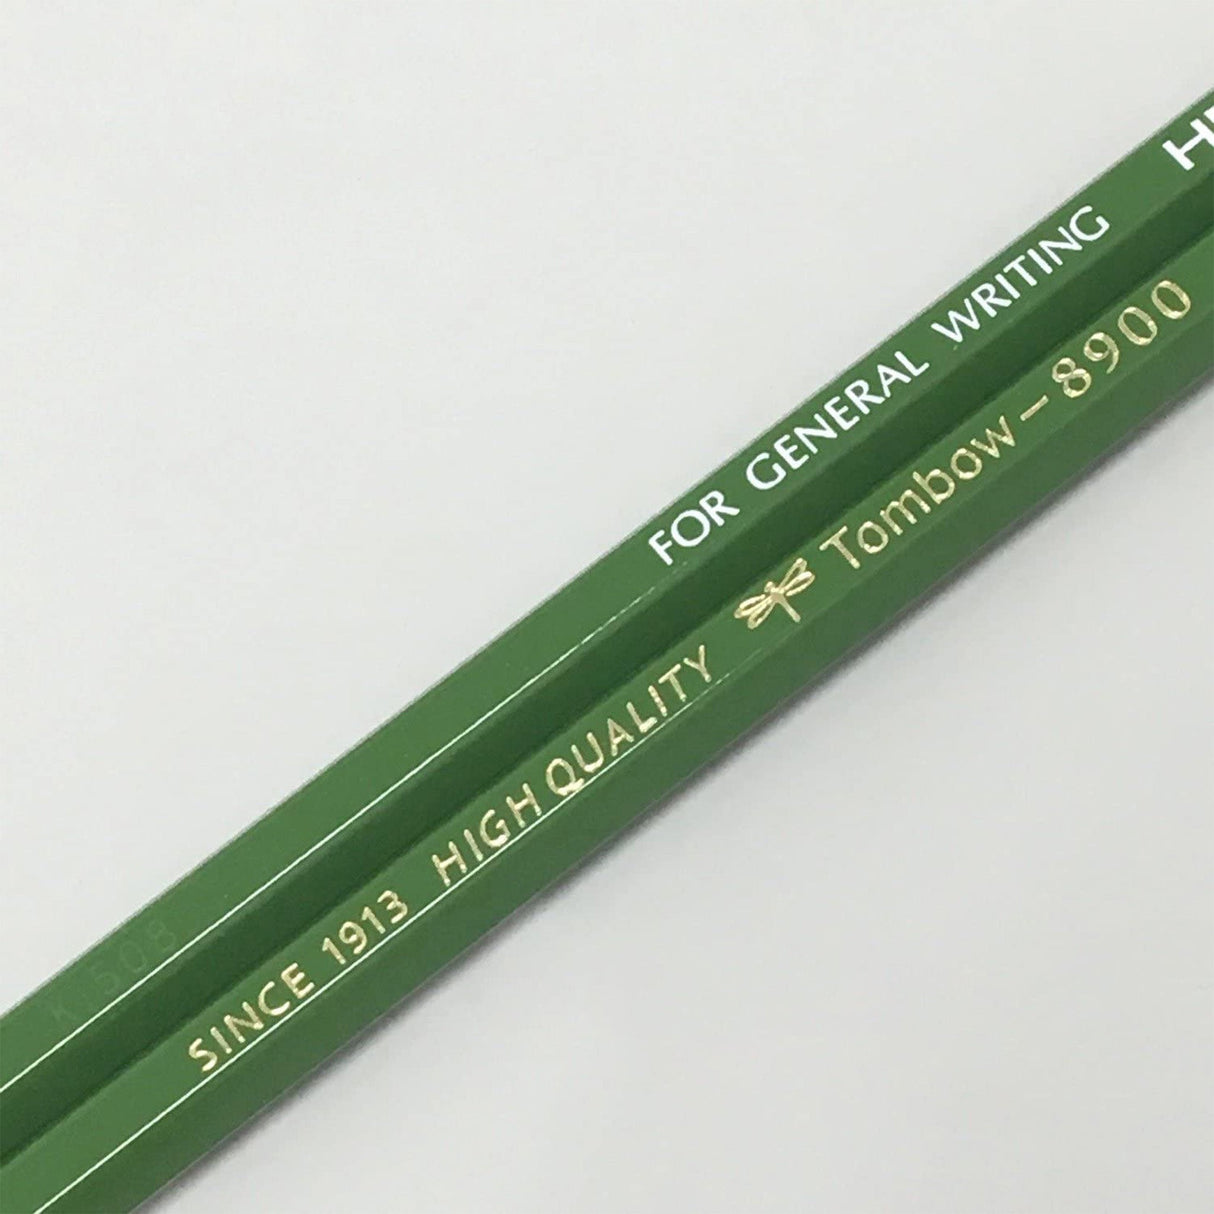 FOR GENERAL WRITING
SINCE 1913 HIGH QUALITY Tombow-8900